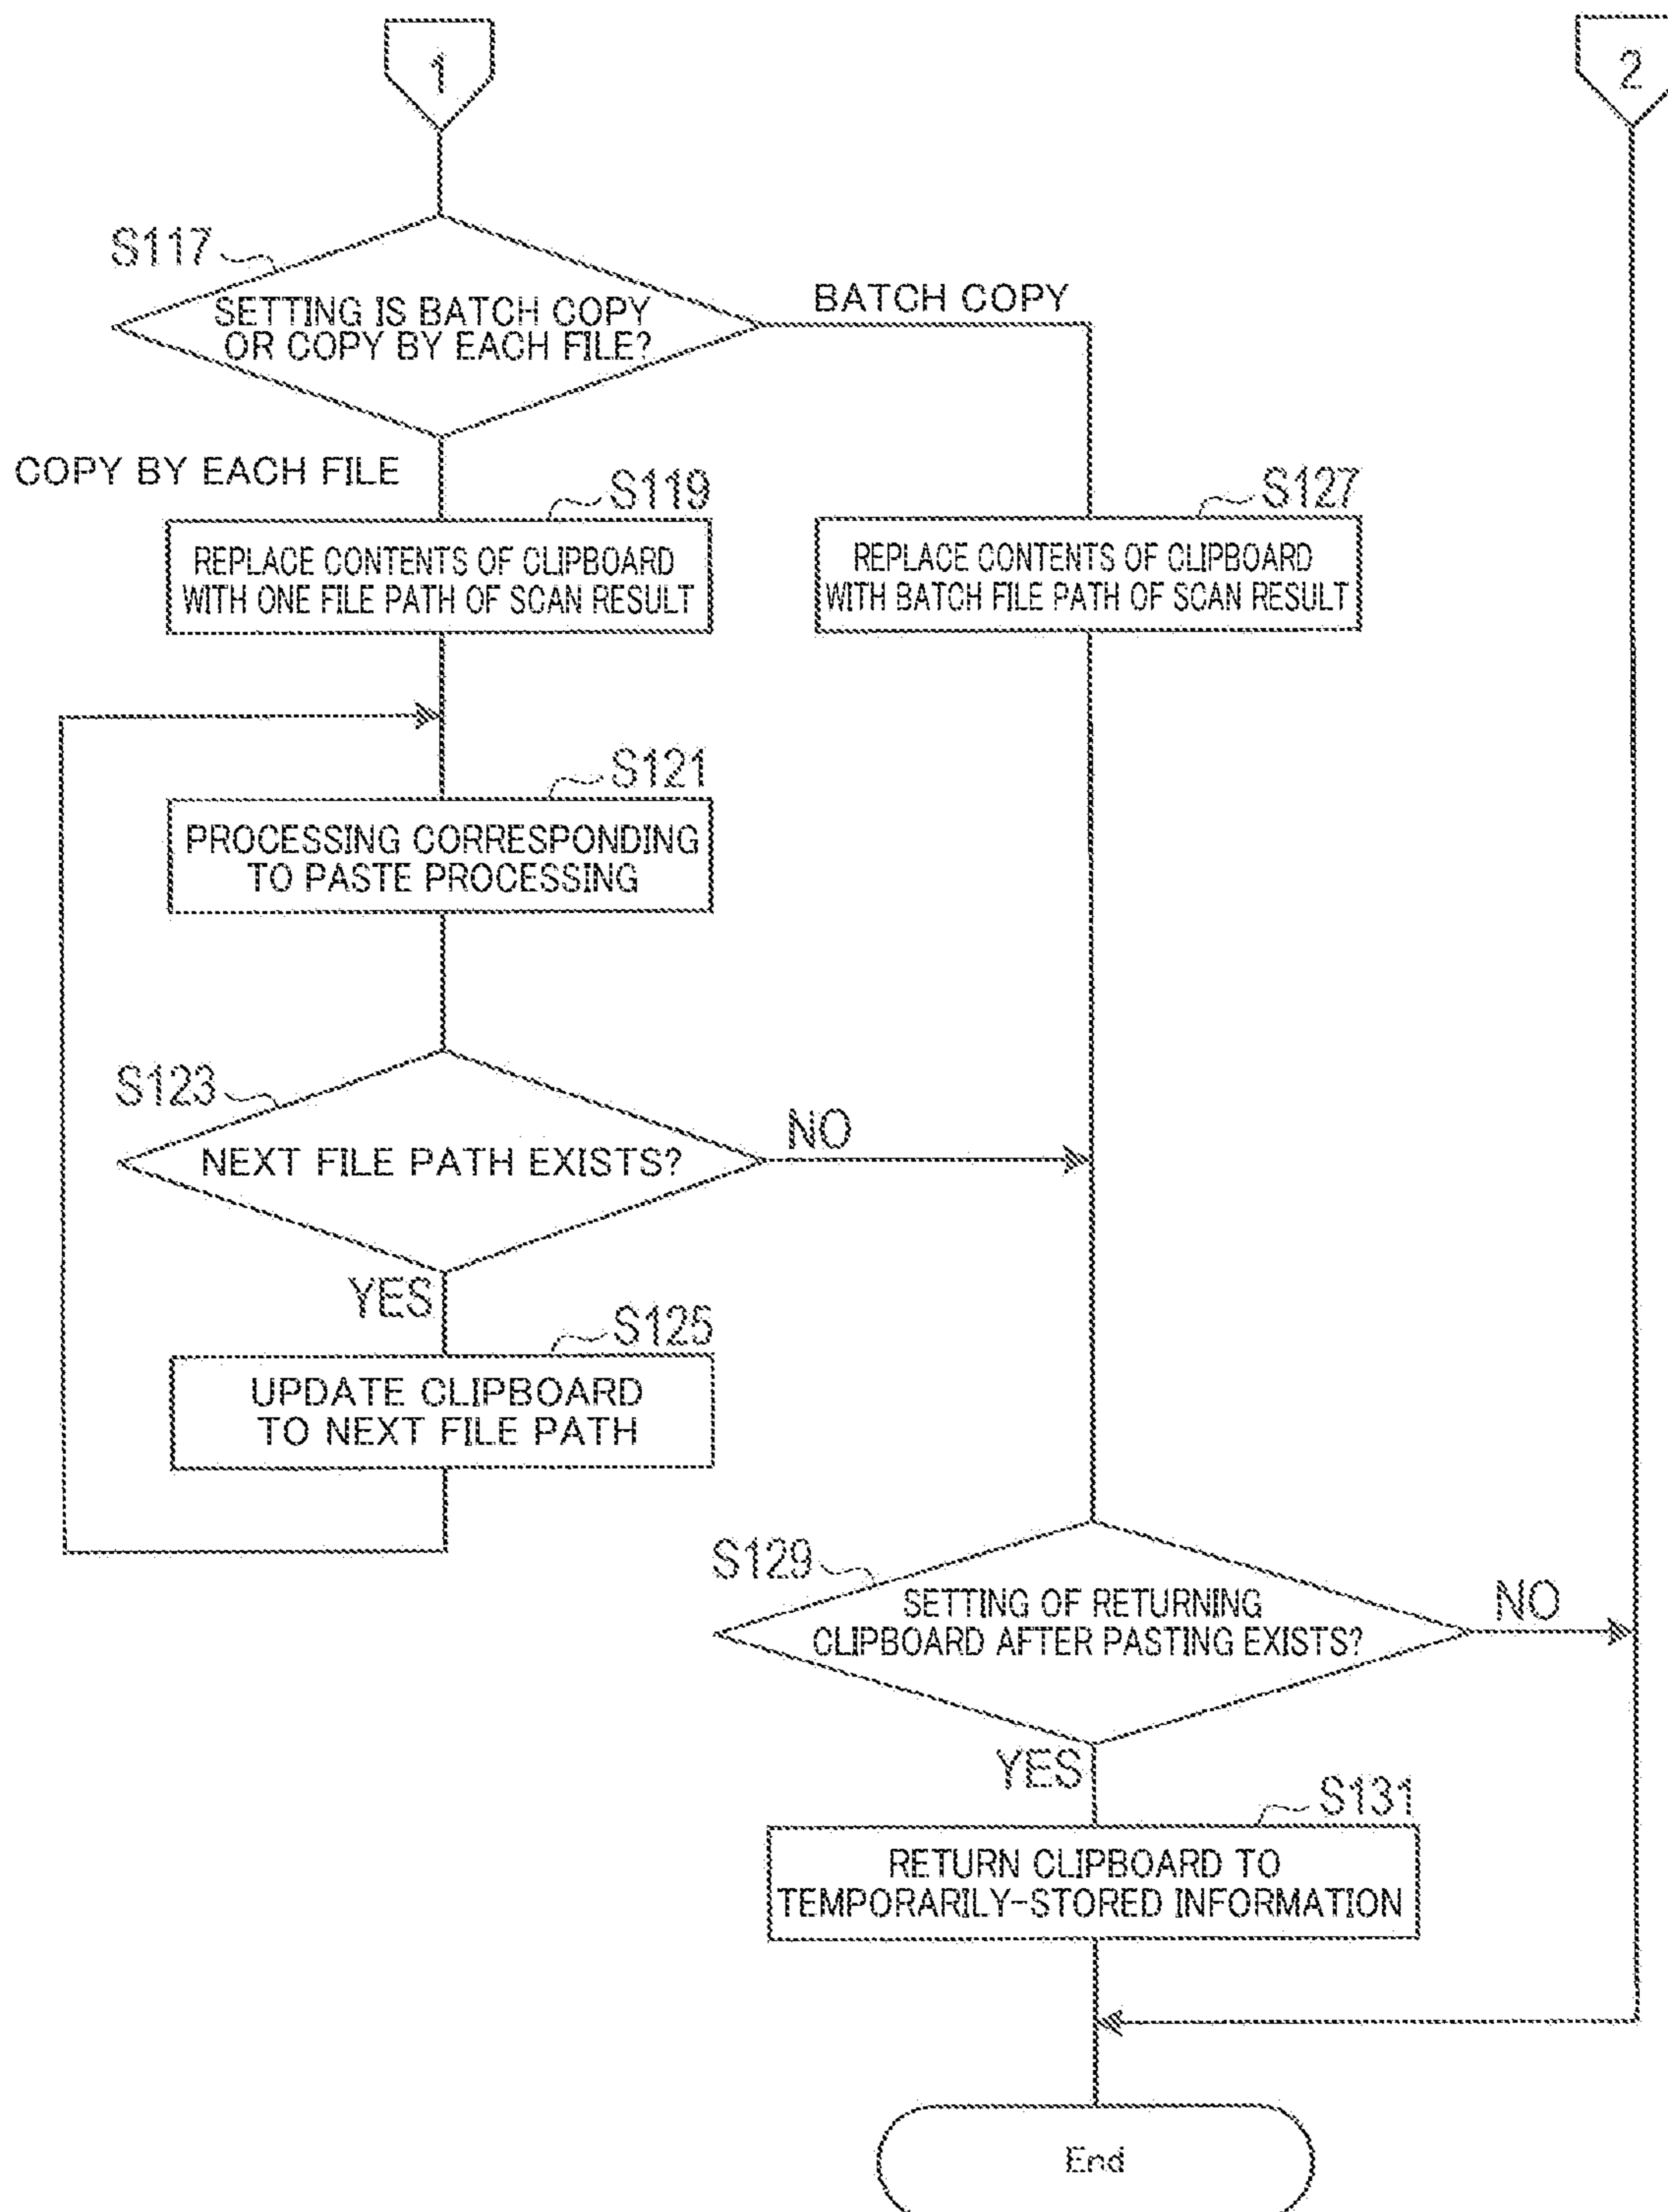 1
2
S117
SETTING IS BATCH COPY
OR COPY BY EACH FILE?
BATCH COPY
COPY BY EACH FILE
S119
REPLACE CONTENTS OF CLIPBOARD
WITH ONE FILE PATH OF SCAN RESULT
S127
REPLACE CONTENTS OF CLIPBOARD
WITH BATCH FILE PATH OF SCAN RESULT
S121
PROCESSING CORRESPONDING
TO PASTE PROCESSING
S123
NEXT FILE PATH EXISTS?
NO
YES
S125
UPDATE CLIPBOARD
TO NEXT FILE PATH
S129
SETTING OF RETURNING
CLIPBOARD AFTER PASTING EXISTS?
NO
YES
S131
RETURN CLIPBOARD TO
TEMPORARILY-STORED INFORMATION
End